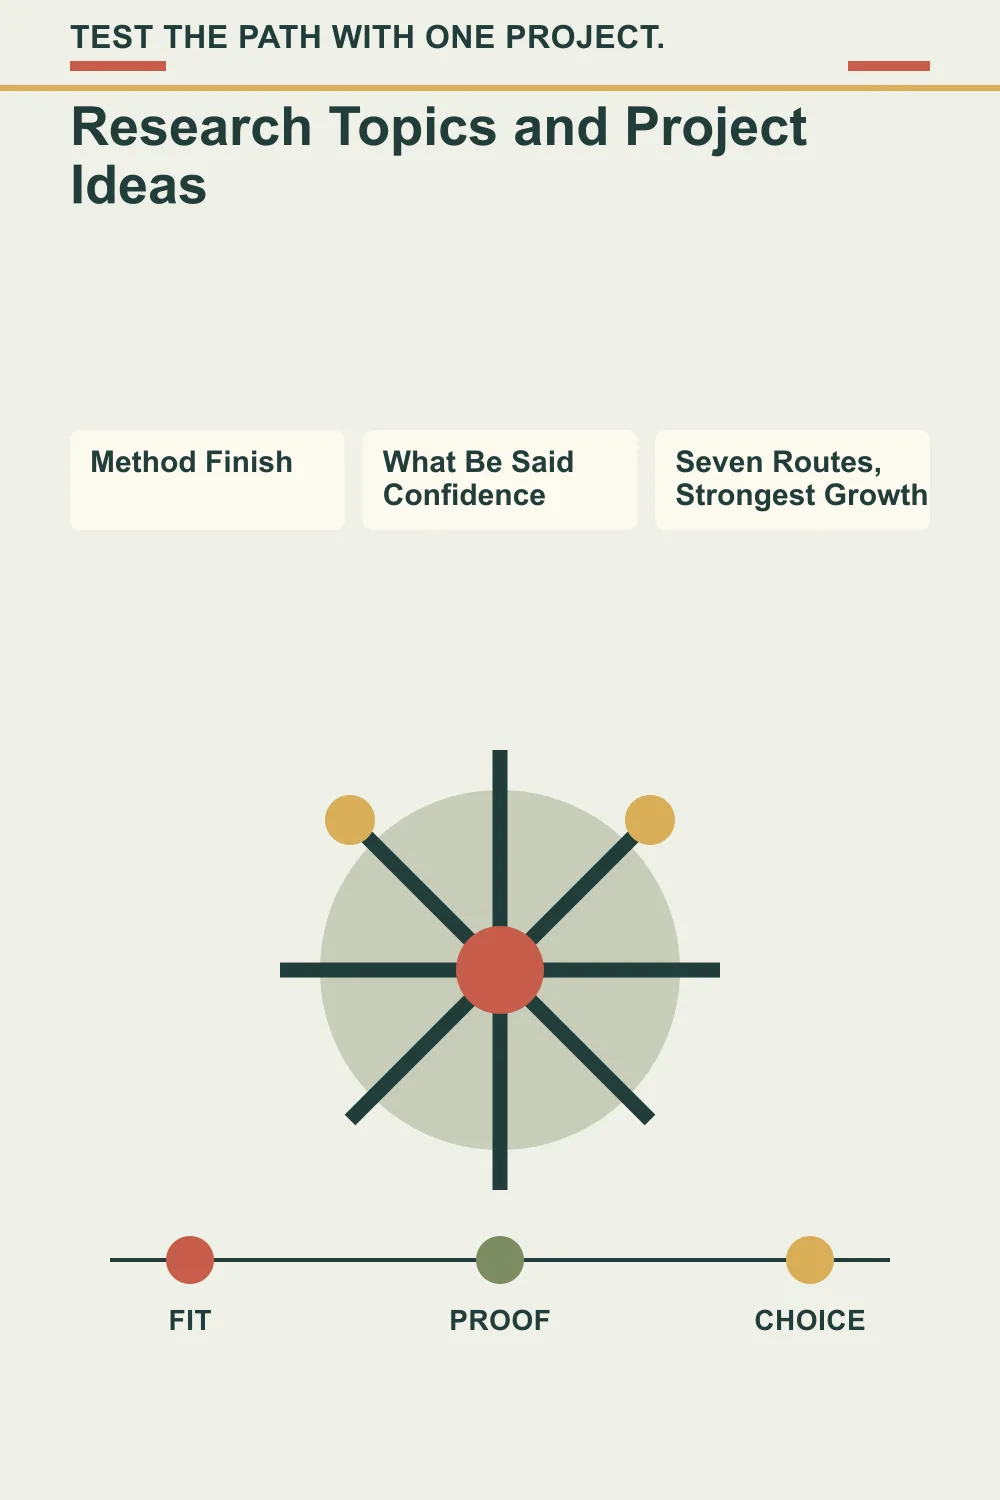 TEST THE PATH WITH ONE PROJECT.
Research Topics and Project
Ideas
Method Finish
What Be Said
Confidence
Seven Routes,
Strongest Growth
FIT
PROOF
CHOICE